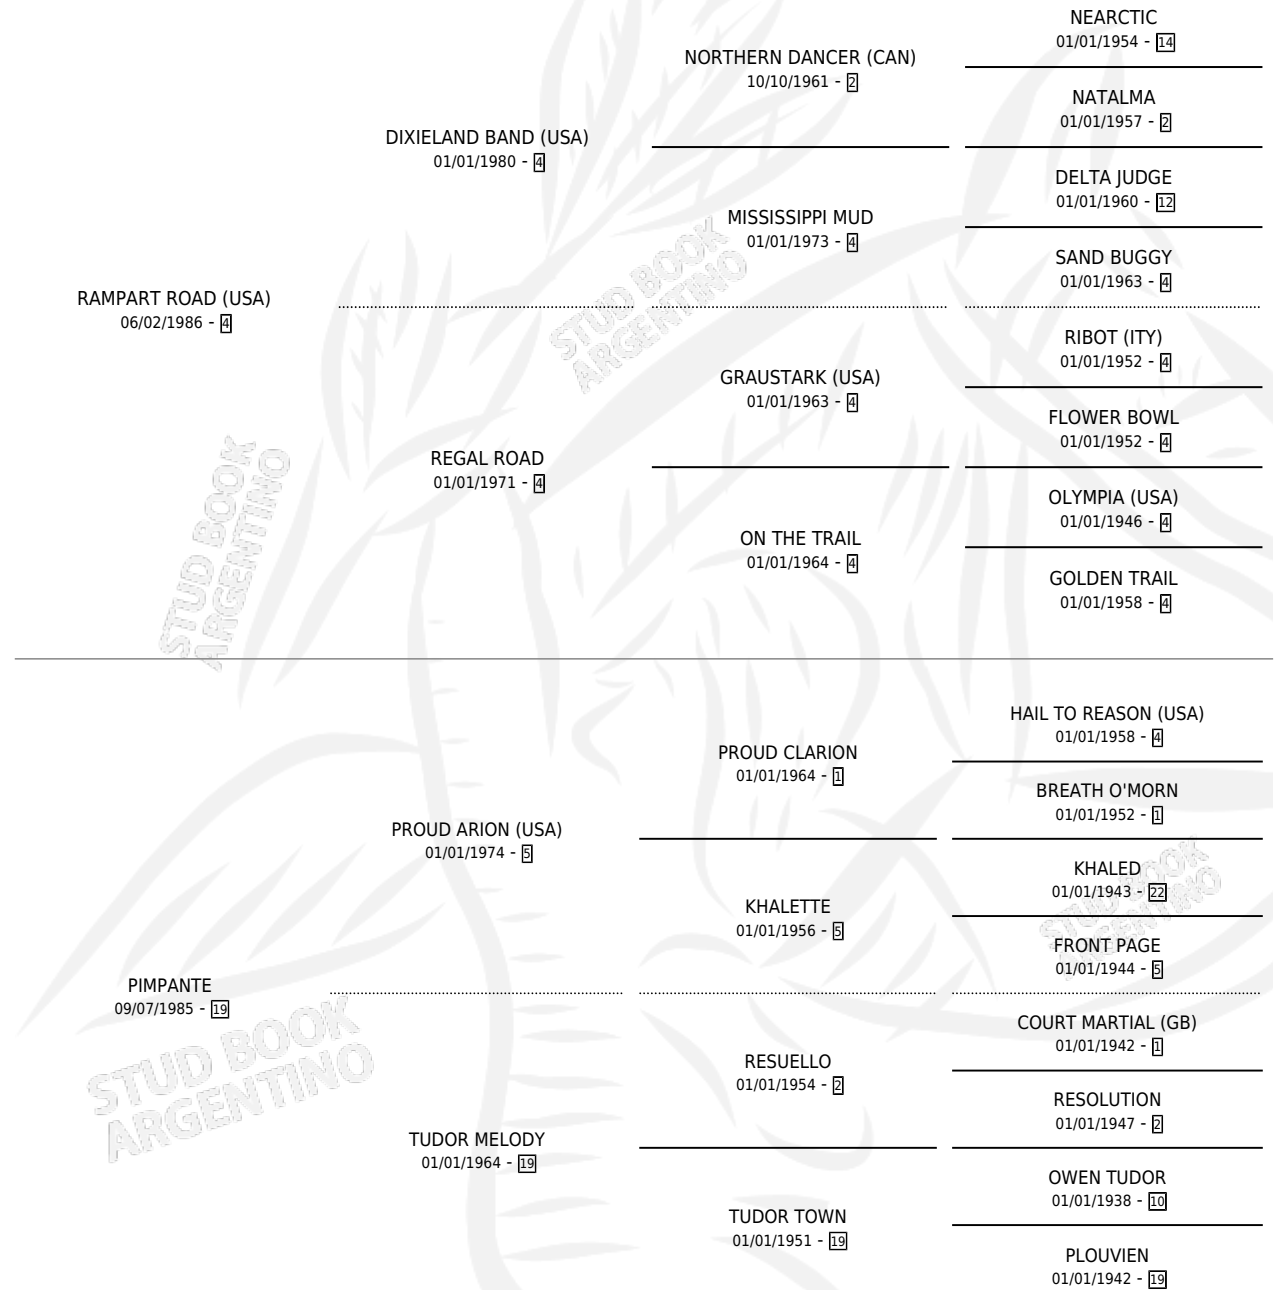 NEARCTIC
01/01/1954 - 14
NORTHERN DANCER (CAN)
10/10/1961 - 2
NATALMA
01/01/1957 - 2
DIXIELAND BAND (USA)
01/01/1980 - 4
DELTA JUDGE
01/01/1960 - 12
MISSISSIPPI MUD
01/01/1973 - 4
SAND BUGGY
01/01/1963 - 4
RAMPART ROAD (USA)
06/02/1986 - 4
RIBOT (ITY)
01/01/1952 - 4
GRAUSTARK (USA)
01/01/1963 - 4
FLOWER BOWL
01/01/1952 - 4
REGAL ROAD
01/01/1971 - 4
OLYMPIA (USA)
01/01/1946 - 4
ON THE TRAIL
01/01/1964 - 4
GOLDEN TRAIL
01/01/1958 - 4
STUD BOOK
ARGENTINO
STUD BOOK
ARGENTINO
HAIL TO REASON (USA)
01/01/1958 - 4
PROUD CLARION
01/01/1964 - 1
BREATH O'MORN
01/01/1952 - 1
PROUD ARION (USA)
01/01/1974 - 5
KHALED
01/01/1943 - 22
KHALETTE
01/01/1956 - 5
FRONT PAGE
01/01/1944 - 5
STUD BOOK
ARGENTINO
PIMPANTE
09/07/1985 - 19
COURT MARTIAL (GB)
01/01/1942 - 1
RESUELLO
01/01/1954 - 2
RESOLUTION
01/01/1947 - 2
STUD BOOK
ARGENTINO
TUDOR MELODY
01/01/1964 - 19
OWEN TUDOR
01/01/1938 - 10
TUDOR TOWN
01/01/1951 - 19
PLOUVIEN
01/01/1942 - 19